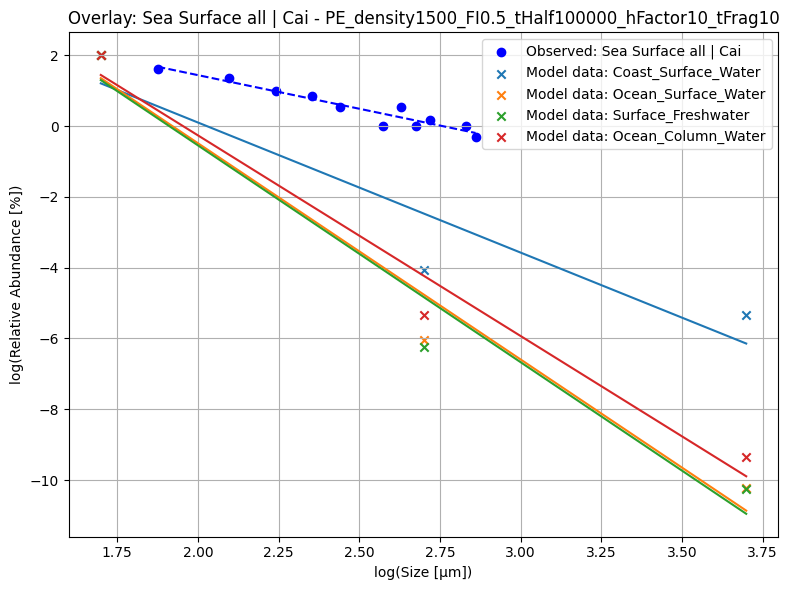 Overlay: Sea Surface all | Cai - PE_density1500_FI0.5_tHalf100000_hFactor10_tFrag10
Observed: Sea Surface all | Cai
Model data: Coast_Surface_Water
Model data: Ocean_Surface_Water
Model data: Surface_Freshwater
Model data: Ocean_Column_Water
log(Relative Abundance [%])
2
0
−2
−4
−6
−8
−10
1.75 2.00 2.25 2.50 2.75 3.00 3.25 3.50 3.75
log(Size [μm])